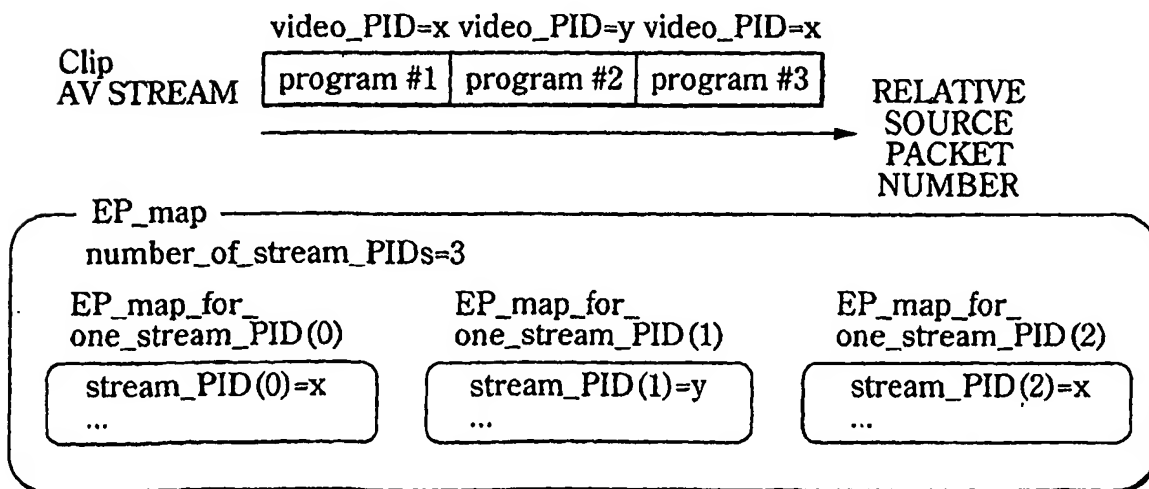 video_PID=x video_PID=y video_PID=x
Clip
AV STREAM
program #1 program #2 program #3
RELATIVE
SOURCE
PACKET
NUMBER
EP_map
number_of_stream_PIDs=3
EP_map_for_
one_stream_PID(0)
stream_PID(0)=x
...
EP_map_for_
one_stream_PID(1)
stream_PID(1)=y
...
EP_map_for_
one_stream_PID(2)
stream_PID(2)=x
...